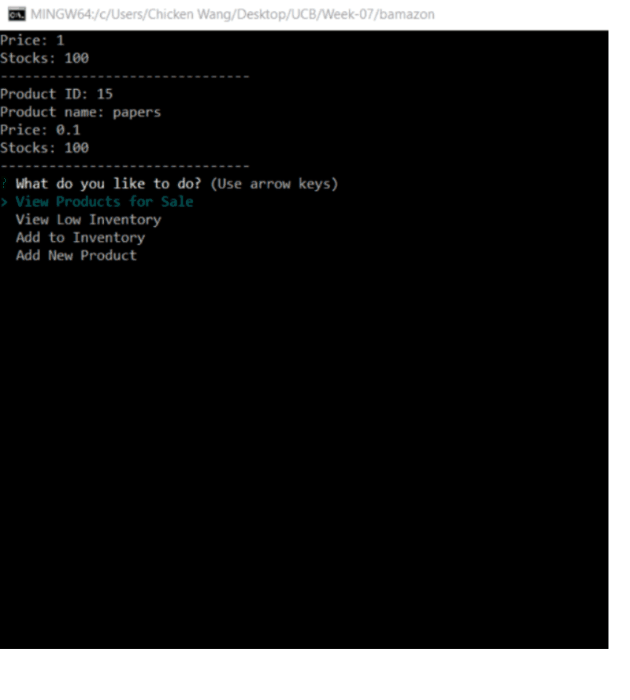 MINGW64:/c/Users/Chicken Wang/Desktop/UCB/Week-07/bamazon
Price: 1
Stocks: 100
-------------------------------
Product ID: 15
Product name: papers
Price: 0.1
Stocks: 100
-------------------------------
? What do you like to do? (Use arrow keys)
> View Products for Sale
  View Low Inventory
  Add to Inventory
  Add New Product